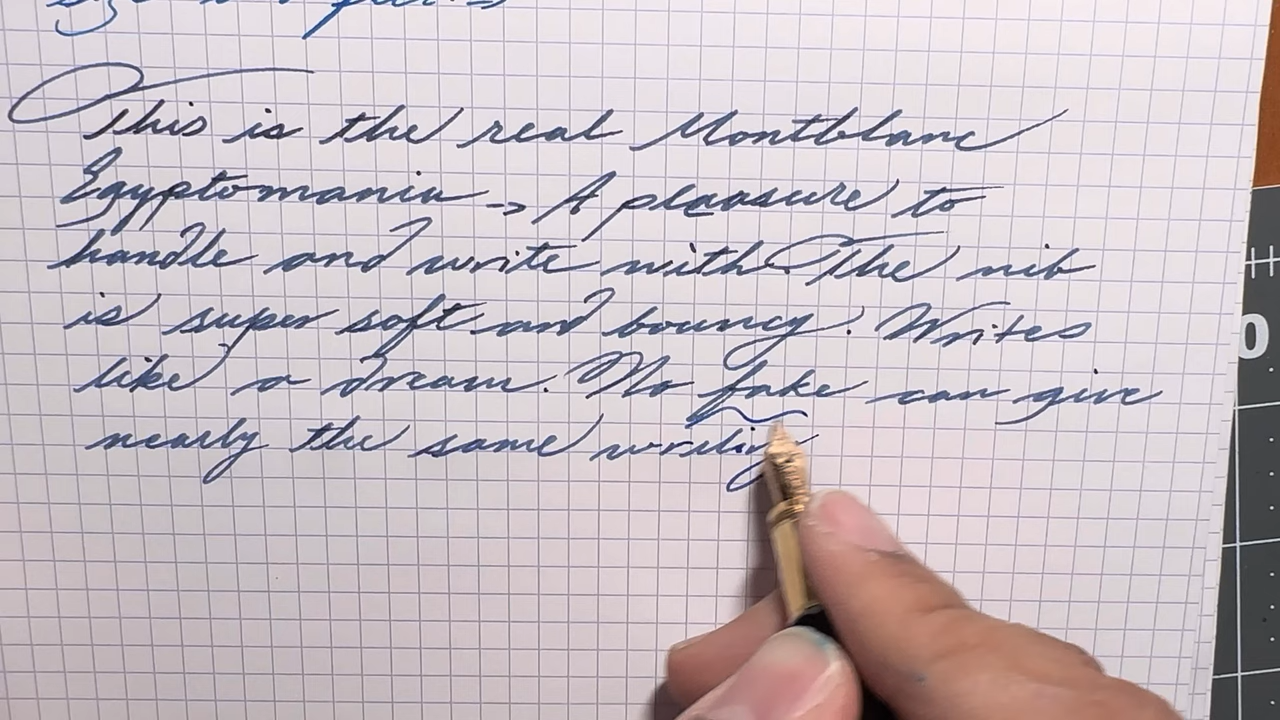 This is the real Montblanc
Egyptomania → A pleasure to
handle and write with. The nib
is super soft and bouncy. Writes
like a dream. No fake can give
nearly the same writing
0